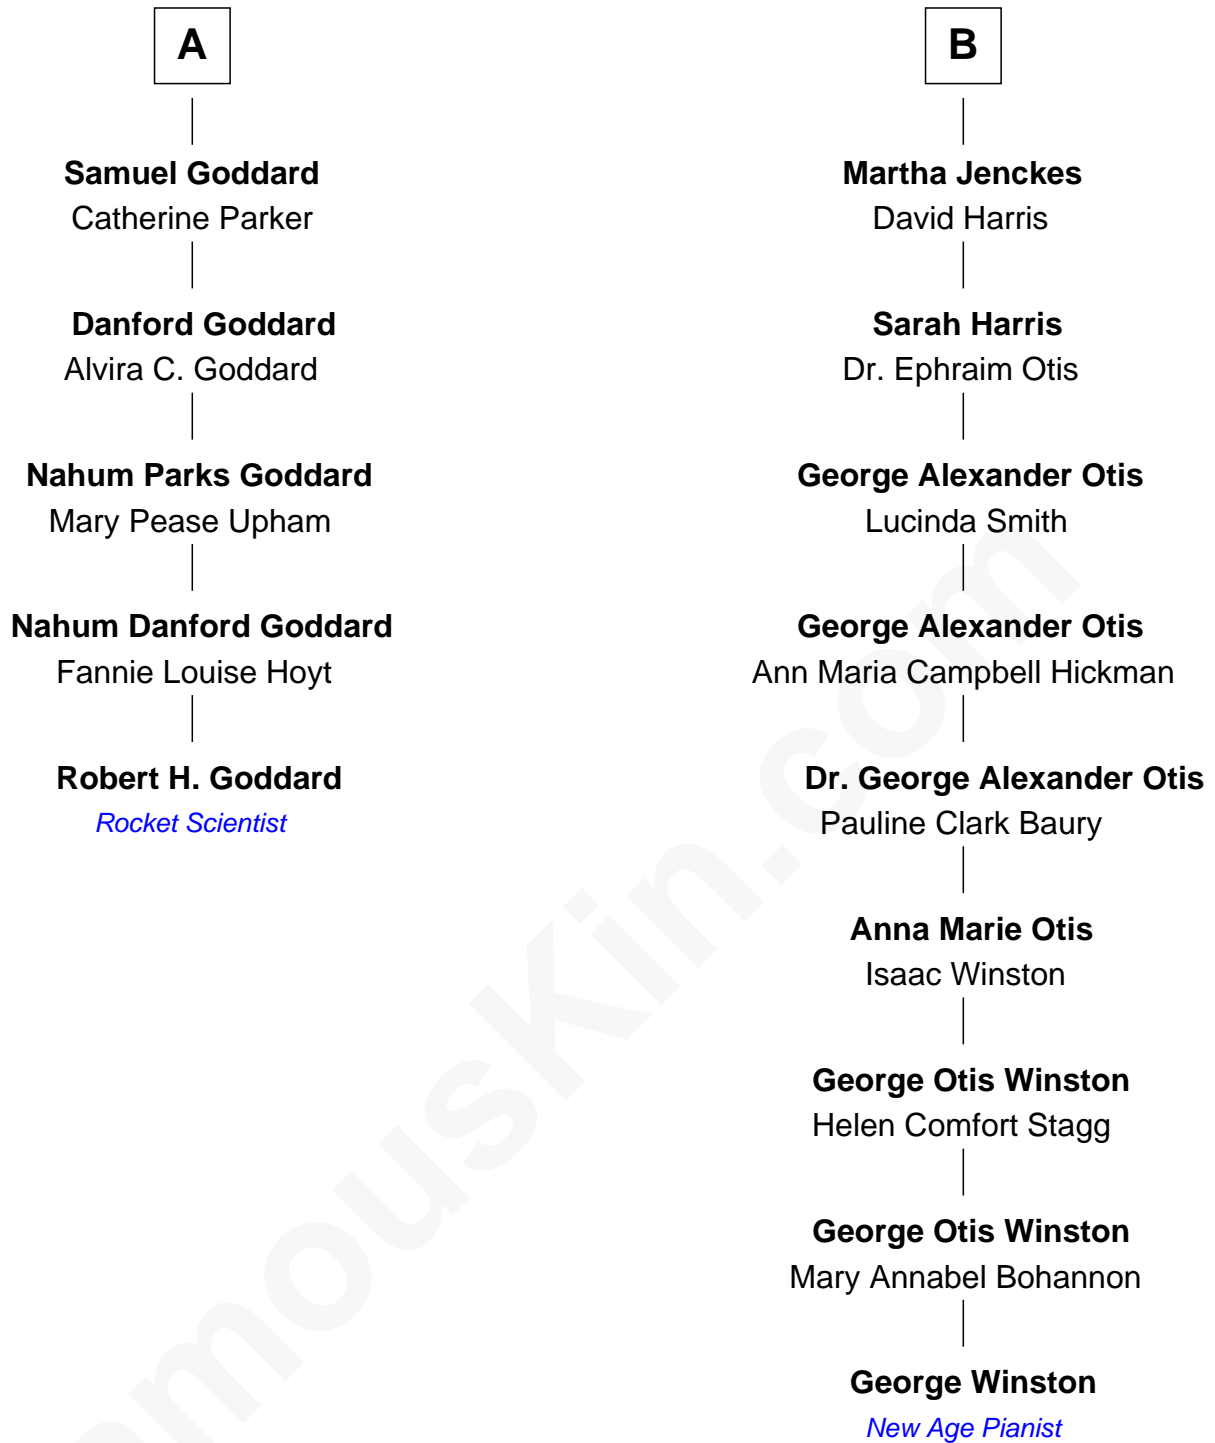 A
Samuel Goddard
Catherine Parker
Danford Goddard
Alvira C. Goddard
Nahum Parks Goddard
Mary Pease Upham
Nahum Danford Goddard
Fannie Louise Hoyt
Robert H. Goddard
Rocket Scientist
B
Martha Jenckes
David Harris
Sarah Harris
Dr. Ephraim Otis
George Alexander Otis
Lucinda Smith
George Alexander Otis
Ann Maria Campbell Hickman
Dr. George Alexander Otis
Pauline Clark Baury
Anna Marie Otis
Isaac Winston
George Otis Winston
Helen Comfort Stagg
George Otis Winston
Mary Annabel Bohannon
George Winston
New Age Pianist
mouskin.com